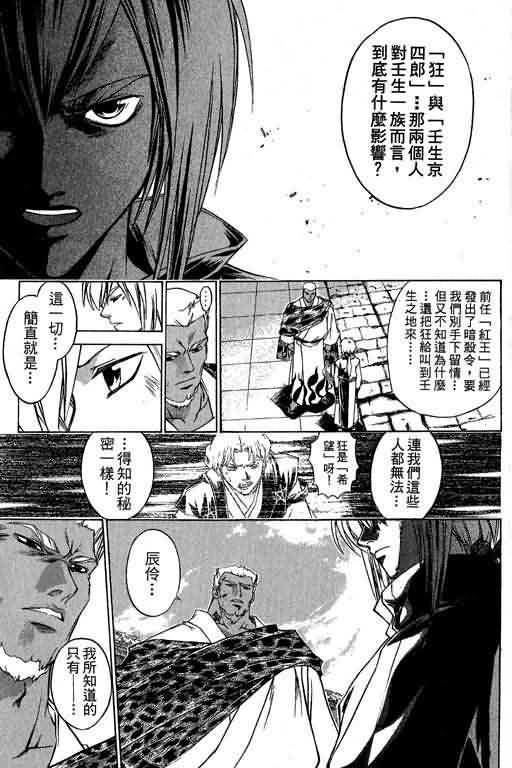 「狂」與「壬生京
四郎」…那兩個人
對壬生一族而言，
到底有什麼影響？
前任「紅王」已經
發出了暗殺令，要
我們別手下留情…
但又不知道為什麼
…還把狂給叫到壬
生之地來……
…
這一切…
簡直就是…
連我們這些
人都無法…
狂是「希
望」呀！
…得知的秘
密一樣！
辰伶…
我所知道的
只有——